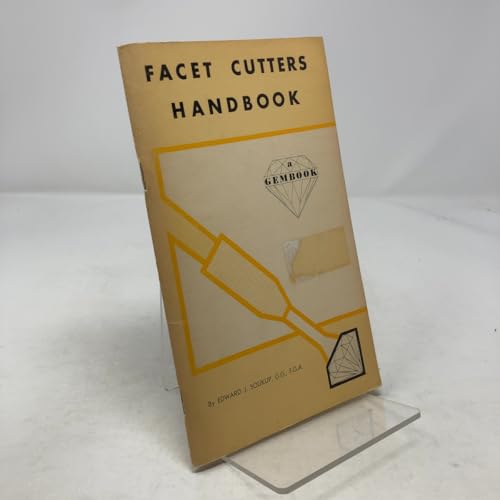 FACET CUTTERS
HANDBOOK
a
GEMBOOK
By EDWARD J. SOUKUP, G.G., F.G.A.